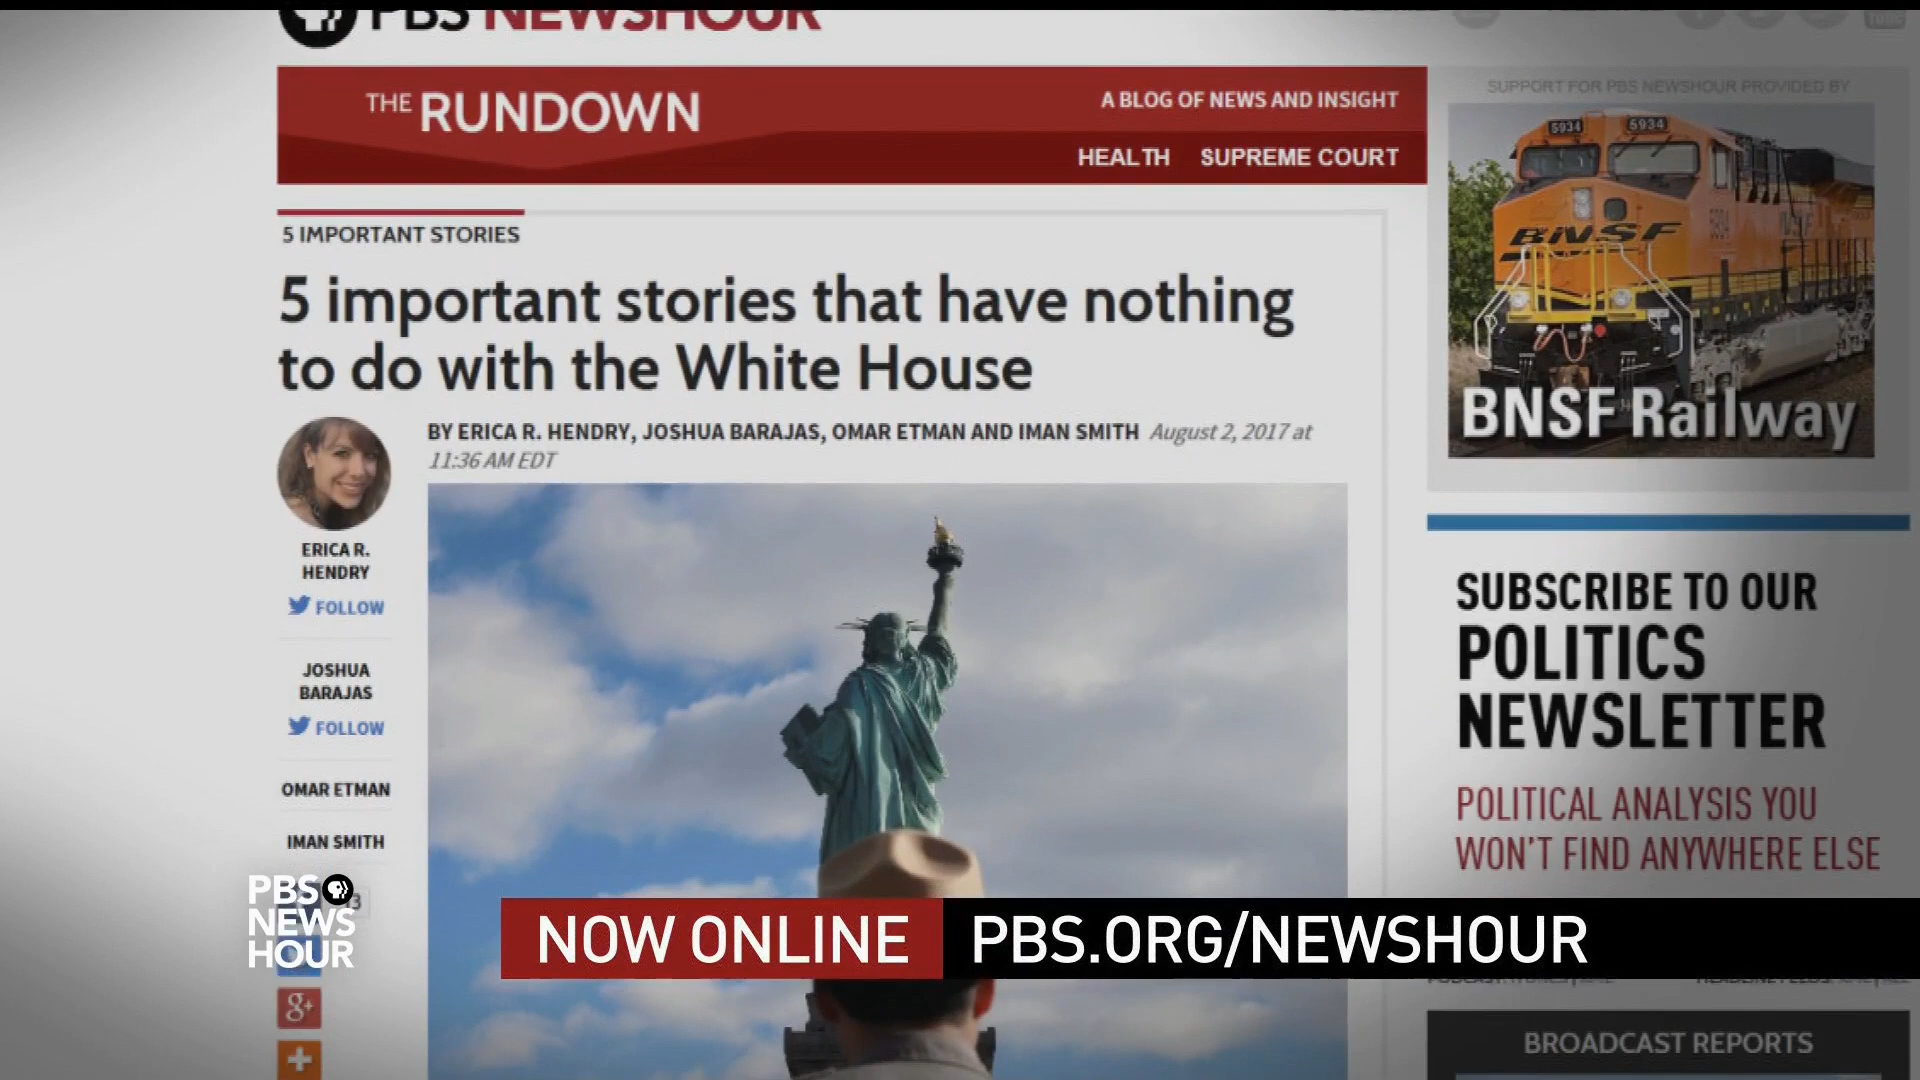 PBS NEWSHOUR
THE RUNDOWN
A BLOG OF NEWS AND INSIGHT
HEALTH SUPREME COURT
5 IMPORTANT STORIES
5 important stories that have nothing
to do with the White House
BY ERICA R. HENDRY, JOSHUA BARAJAS, OMAR ETMAN AND IMAN SMITH August 2, 2017 at
11:36 AM EDT
ERICA R.
HENDRY
FOLLOW
JOSHUA
BARAJAS
FOLLOW
OMAR ETMAN
IMAN SMITH
g+
SUPPORT FOR PBS NEWSHOUR PROVIDED BY
5934 5934
5934
BNSF
BNSF Railway
SUBSCRIBE TO OUR
POLITICS
NEWSLETTER
POLITICAL ANALYSIS YOU
WON'T FIND ANYWHERE ELSE
BROADCAST REPORTS
PBS
NEWS
HOUR
NOW ONLINE PBS.ORG/NEWSHOUR